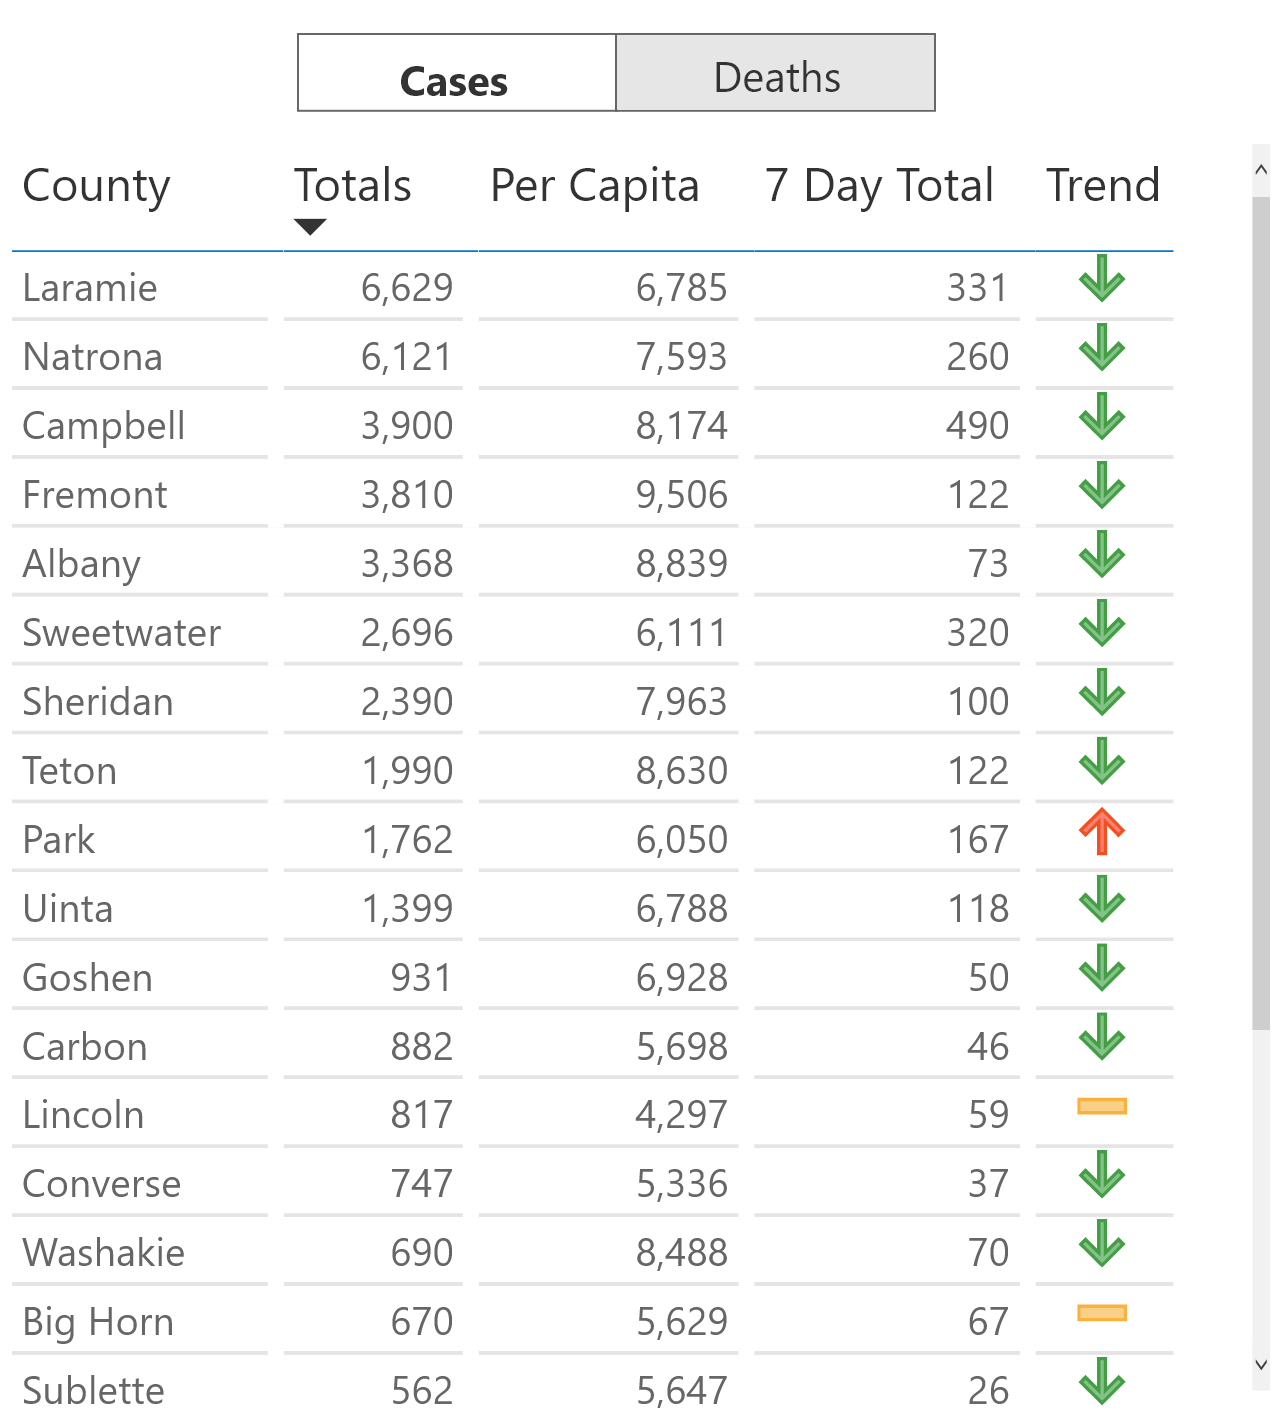 Cases Deaths
County Totals Per Capita 7 Day Total Trend
Laramie 6,629 6,785 331
Natrona 6,121 7,593 260
Campbell 3,900 8,174 490
Fremont 3,810 9,506 122
Albany 3,368 8,839 73
Sweetwater 2,696 6,111 320
Sheridan 2,390 7,963 100
Teton 1,990 8,630 122
Park 1,762 6,050 167
Uinta 1,399 6,788 118
Goshen 931 6,928 50
Carbon 882 5,698 46
Lincoln 817 4,297 59
Converse 747 5,336 37
Washakie 690 8,488 70
Big Horn 670 5,629 67
Sublette 562 5,647 26